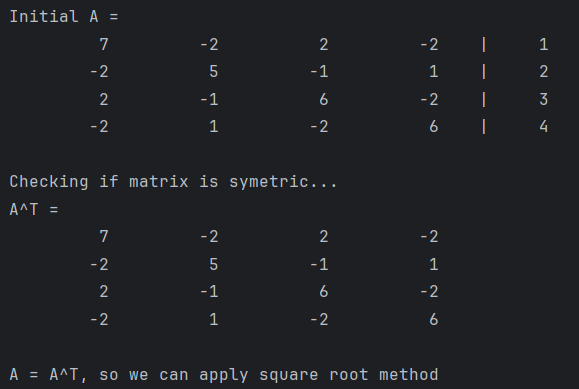 Initial A =
7 -2 2 -2 | 1
-2 5 -1 1 | 2
2 -1 6 -2 | 3
-2 1 -2 6 | 4
Checking if matrix is symetric...
A^T =
7 -2 2 -2
-2 5 -1 1
2 -1 6 -2
-2 1 -2 6
A = A^T, so we can apply square root method